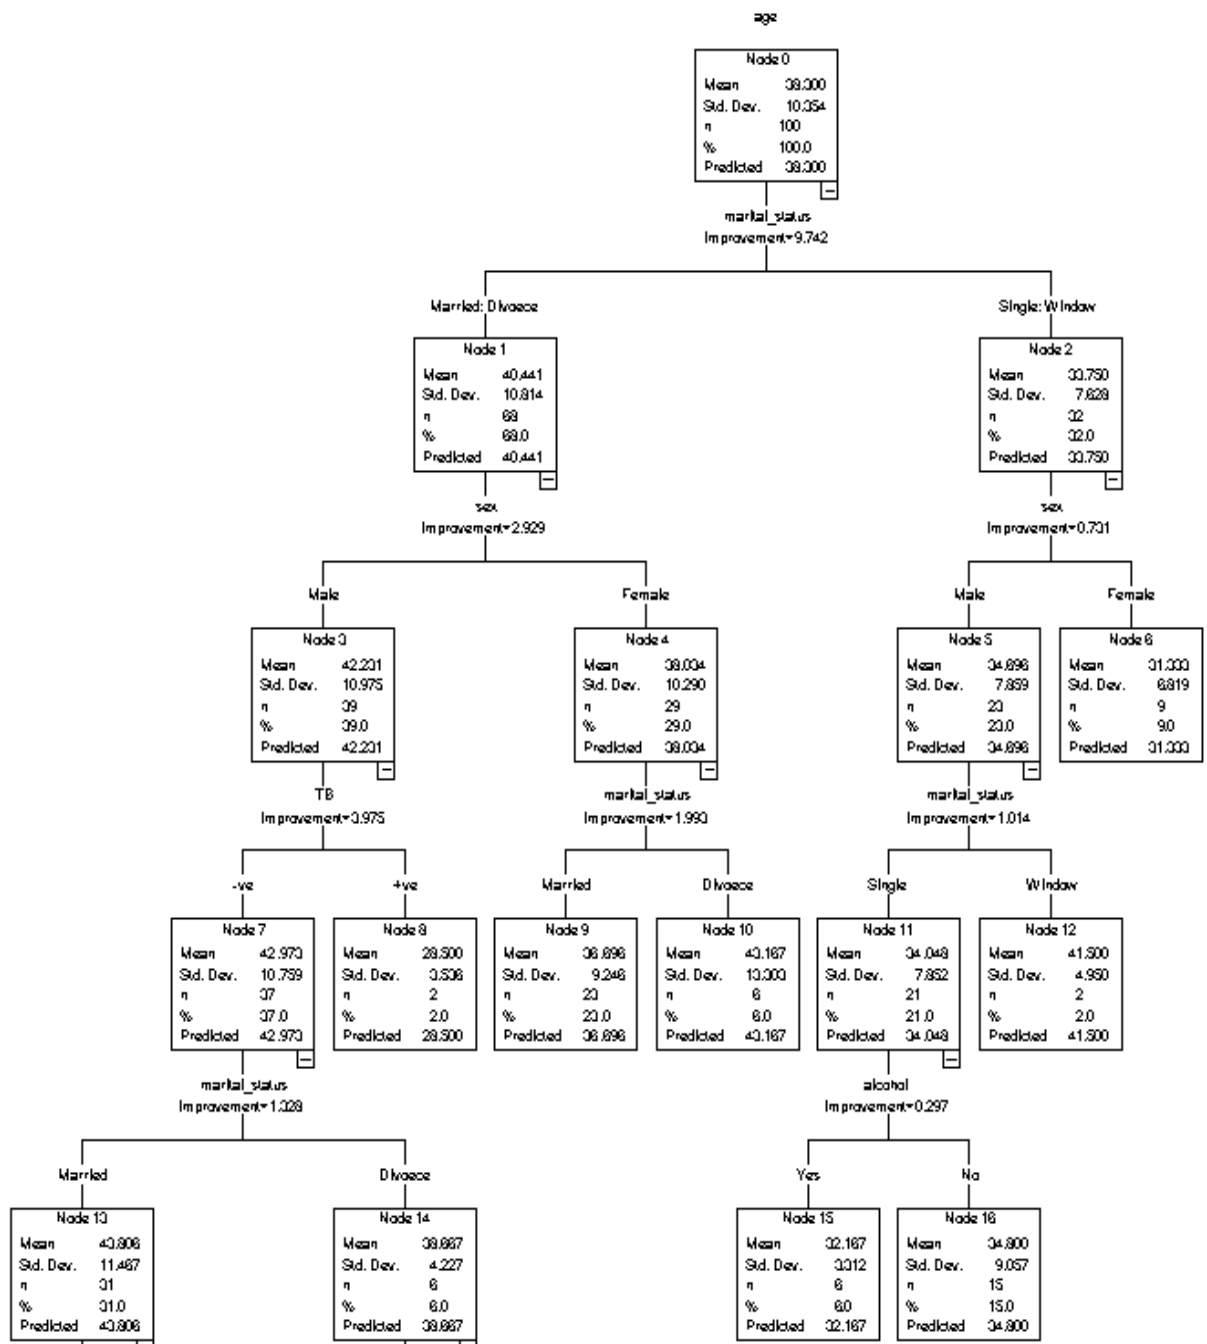 age
Node 0
Mean 38.300
Std. Dev. 10.354
n 100
% 100.0
Predicted 38.300
marital_status
Improvement=9.742
Married: Divoece
Single: Window
Node 1
Mean 40.441
Std. Dev. 10.814
n 68
% 68.0
Predicted 40.441
Node 2
Mean 33.750
Std. Dev. 7.628
n 32
% 32.0
Predicted 33.750
sex
Improvement=2.929
sex
Improvement=0.731
Male
Female
Male
Female
Node 3
Mean 42.231
Std. Dev. 10.975
n 39
% 39.0
Predicted 42.231
Node 4
Mean 38.034
Std. Dev. 10.290
n 29
% 29.0
Predicted 38.034
Node 5
Mean 34.696
Std. Dev. 7.859
n 23
% 23.0
Predicted 34.696
Node 6
Mean 31.333
Std. Dev. 6.819
n 9
% 9.0
Predicted 31.333
TB
Improvement=3.975
marital_status
Improvement=1.993
marital_status
Improvement=1.014
-ve
+ve
Married
Divoece
Single
Window
Node 7
Mean 42.973
Std. Dev. 10.759
n 37
% 37.0
Predicted 42.973
Node 8
Mean 28.500
Std. Dev. 3.536
n 2
% 2.0
Predicted 28.500
Node 9
Mean 36.696
Std. Dev. 9.246
n 23
% 23.0
Predicted 36.696
Node 10
Mean 43.167
Std. Dev. 13.303
n 6
% 6.0
Predicted 43.167
Node 11
Mean 34.048
Std. Dev. 7.852
n 21
% 21.0
Predicted 34.048
Node 12
Mean 41.500
Std. Dev. 4.950
n 2
% 2.0
Predicted 41.500
marital_status
Improvement=1.328
alcohol
Improvement=0.297
Married
Divoece
Yes
No
Node 13
Mean 43.806
Std. Dev. 11.467
n 31
% 31.0
Predicted 43.806
Node 14
Mean 38.667
Std. Dev. 4.227
n 6
% 6.0
Predicted 38.667
Node 15
Mean 32.167
Std. Dev. 3.312
n 6
% 6.0
Predicted 32.167
Node 16
Mean 34.800
Std. Dev. 9.057
n 15
% 15.0
Predicted 34.800